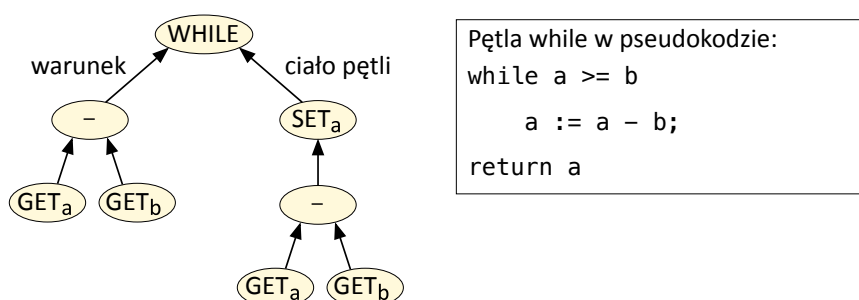 WHILE
warunek
ciało pętli
–
SETa
GETa
GETb
–
GETa
GETb
Pętla while w pseudokodzie:
while a >= b
a := a – b;
return a